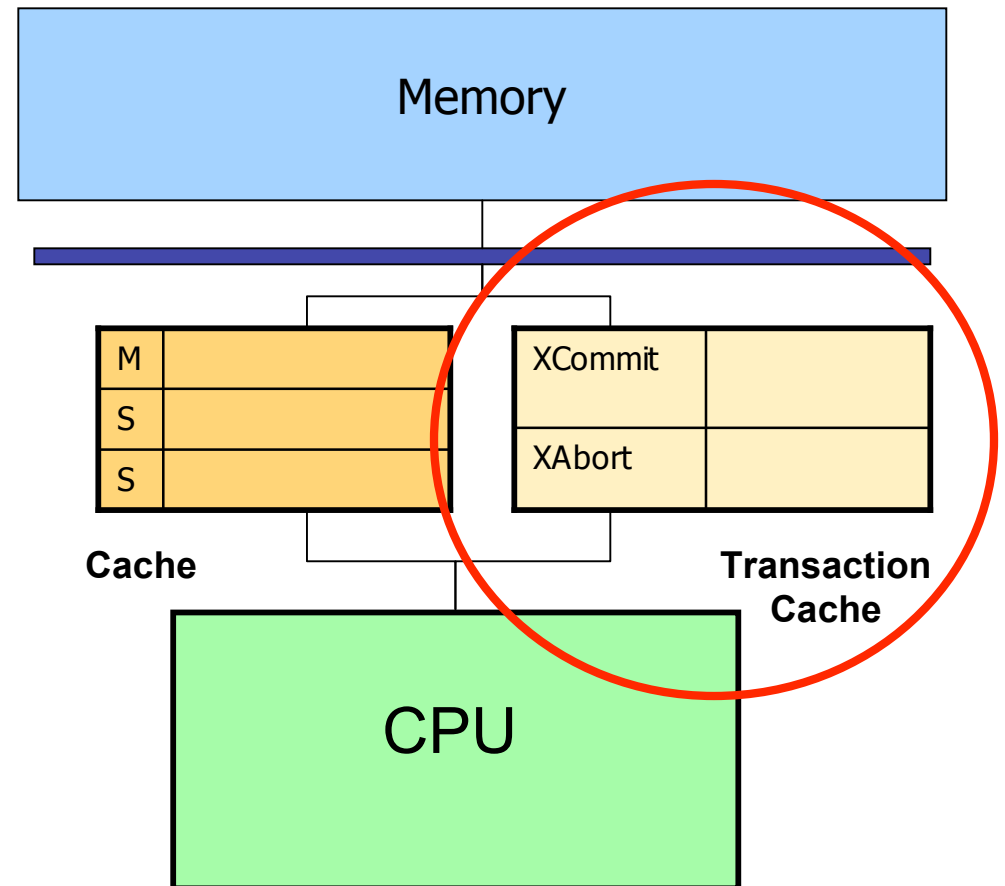 Memory
M
S
S
XCommit
XAbort
Cache
Transaction
Cache
CPU